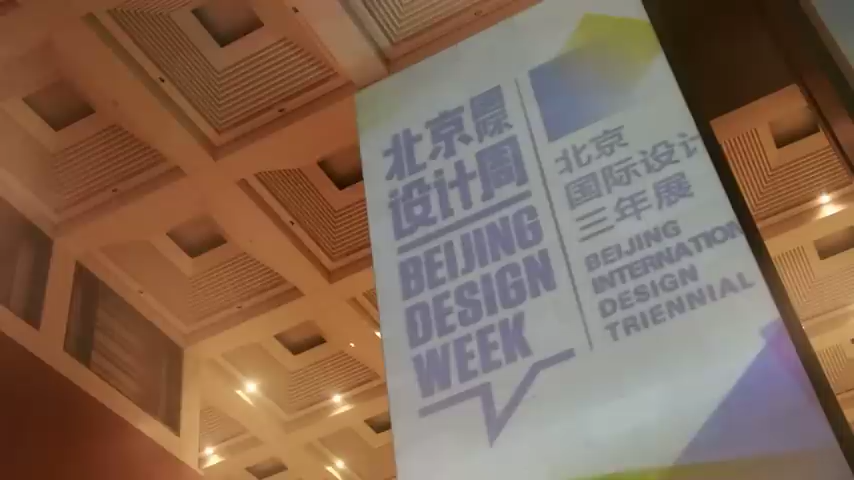 北京国际
设计周
BEIJING
DESIGN
WEEK
北京
国际设计
三年展
BEIJING
INTERNATION
DESIGN
TRIENNIAL